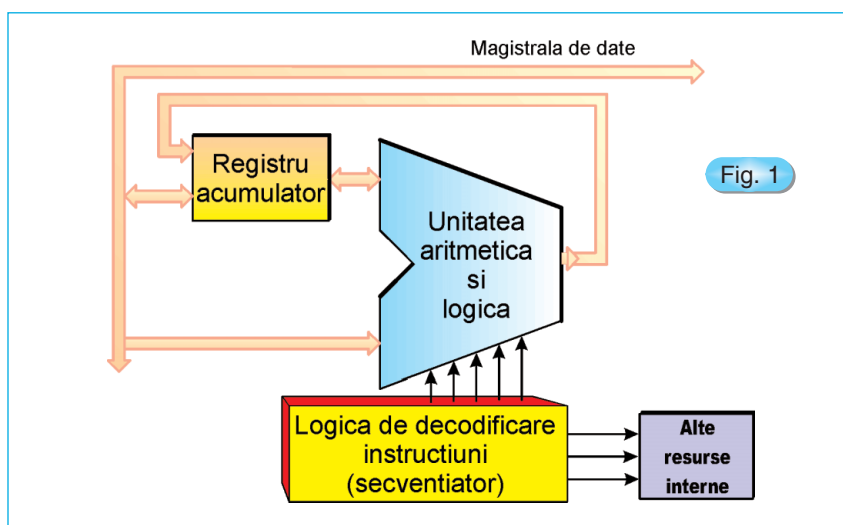 Magistrala de date
Registru
acumulator
Fig. 1
Unitatea
aritmetica
si
logica
Logica de decodificare
instructiuni
(secventiator)
Alte
resurse
interne